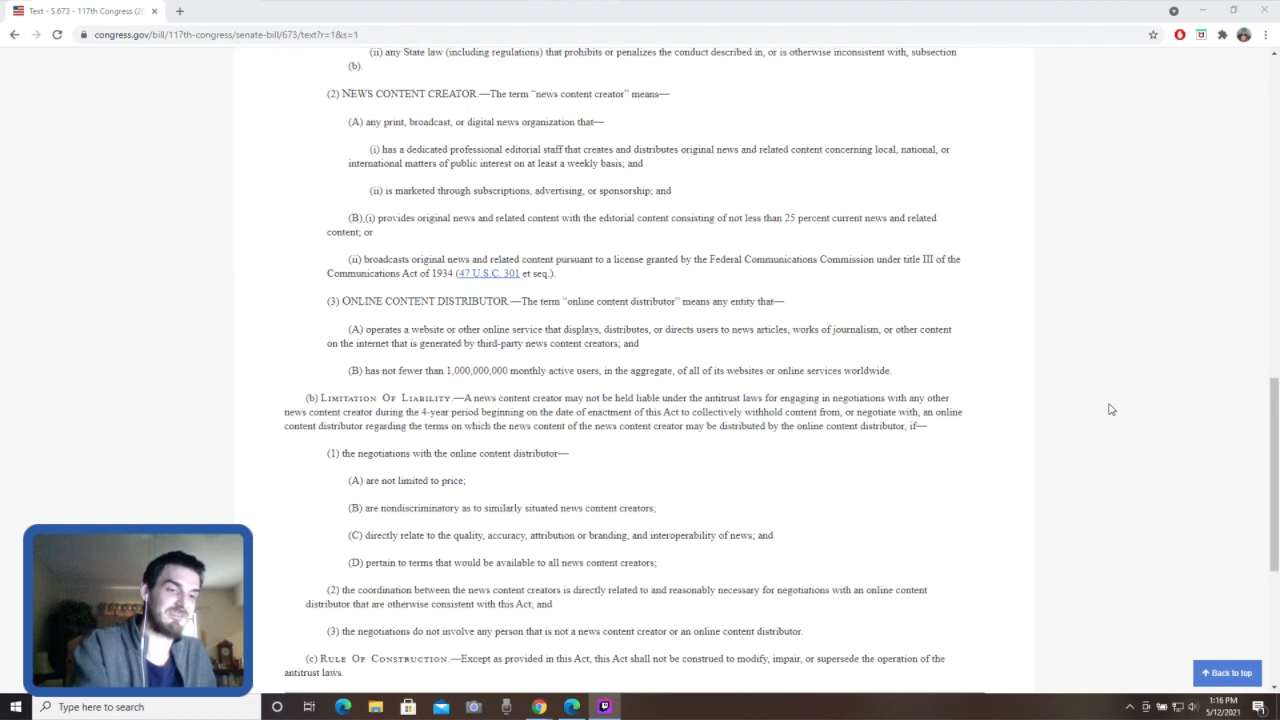 Text - S.673 - 117th Congress (20
congress.gov/bill/117th-congress/senate-bill/673/text?r=1&s=1
(ii) any State law (including regulations) that prohibits or penalizes the conduct described in, or is otherwise inconsistent with, subsection
(b).
(2) NEWS CONTENT CREATOR.—The term “news content creator” means—
(A) any print, broadcast, or digital news organization that—
(i) has a dedicated professional editorial staff that creates and distributes original news and related content concerning local, national, or
international matters of public interest on at least a weekly basis; and
(ii) is marketed through subscriptions, advertising, or sponsorship; and
(B) (i) provides original news and related content with the editorial content consisting of not less than 25 percent current news and related
content; or
(ii) broadcasts original news and related content pursuant to a license granted by the Federal Communications Commission under title III of the
Communications Act of 1934 (47 U.S.C. 301 et seq.).
(3) ONLINE CONTENT DISTRIBUTOR.—The term “online content distributor” means any entity that—
(A) operates a website or other online service that displays, distributes, or directs users to news articles, works of journalism, or other content
on the internet that is generated by third-party news content creators; and
(B) has not fewer than 1,000,000,000 monthly active users, in the aggregate, of all of its websites or online services worldwide.
(b) LIMITATION OF LIABILITY.—A news content creator may not be held liable under the antitrust laws for engaging in negotiations with any other
news content creator during the 4-year period beginning on the date of enactment of this Act to collectively withhold content from, or negotiate with, an online
content distributor regarding the terms on which the news content of the news content creator may be distributed by the online content distributor, if—
(1) the negotiations with the online content distributor—
(A) are not limited to price;
(B) are nondiscriminatory as to similarly situated news content creators;
(C) directly relate to the quality, accuracy, attribution or branding, and interoperability of news; and
(D) pertain to terms that would be available to all news content creators;
(2) the coordination between the news content creators is directly related to and reasonably necessary for negotiations with an online content
distributor that are otherwise consistent with this Act; and
(3) the negotiations do not involve any person that is not a news content creator or an online content distributor.
(c) RULE OF CONSTRUCTION.—Except as provided in this Act, this Act shall not be construed to modify, impair, or supersede the operation of the
antitrust laws.
Back to top
Type here to search
1:16 PM
5/12/2021